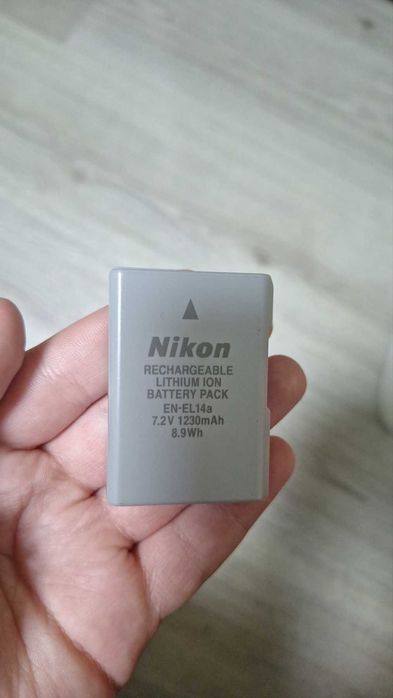 Nikon
RECHARGEABLE
LITHIUM ION
BATTERY PACK
EN-EL14a
7.2V 1230mAh
8.9Wh